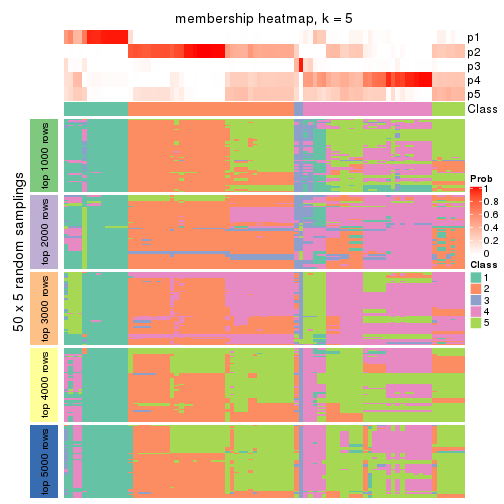 membership heatmap, k = 5
p1
p2
p3
p4
p5
Class
50 x 5 random samplings
top 1000 rows
top 2000 rows
top 3000 rows
top 4000 rows
top 5000 rows
Prob
1
0.8
0.6
0.4
0.2
0
Class
1
2
3
4
5